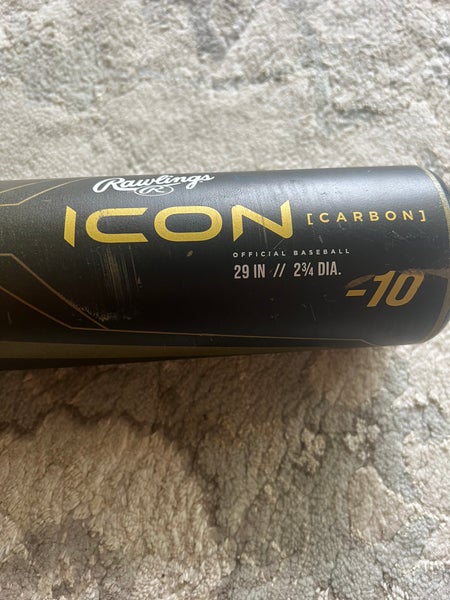 Rawlings
R
ICON [CARBON]
OFFICIAL BASEBALL
29 IN // 2¾ DIA.
-10